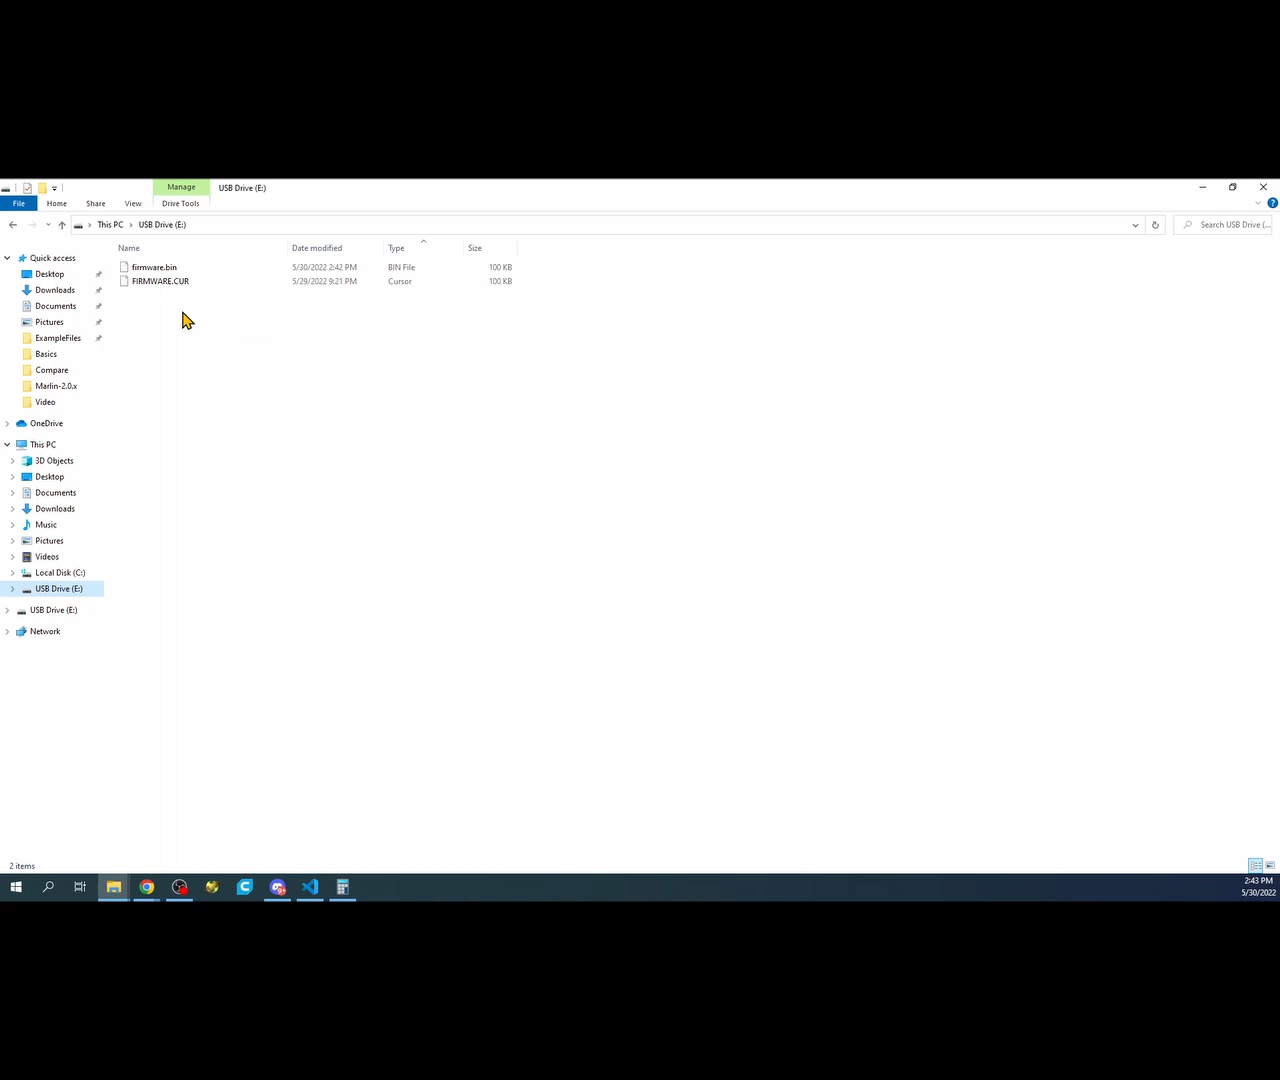 Manage
USB Drive (E:)
File
Home
Share
View
Drive Tools
This PC
USB Drive (E:)
Search USB Drive (...
Name
Date modified
Type
Size
firmware.bin
5/30/2022 2:42 PM
BIN File
100 KB
FIRMWARE.CUR
5/29/2022 9:21 PM
Cursor
100 KB
Quick access
Desktop
Downloads
Documents
Pictures
ExampleFiles
Basics
Compare
Marlin-2.0.x
Video
OneDrive
This PC
3D Objects
Desktop
Documents
Downloads
Music
Pictures
Videos
Local Disk (C:)
USB Drive (E:)
USB Drive (E:)
Network
2 items
2:43 PM
5/30/2022